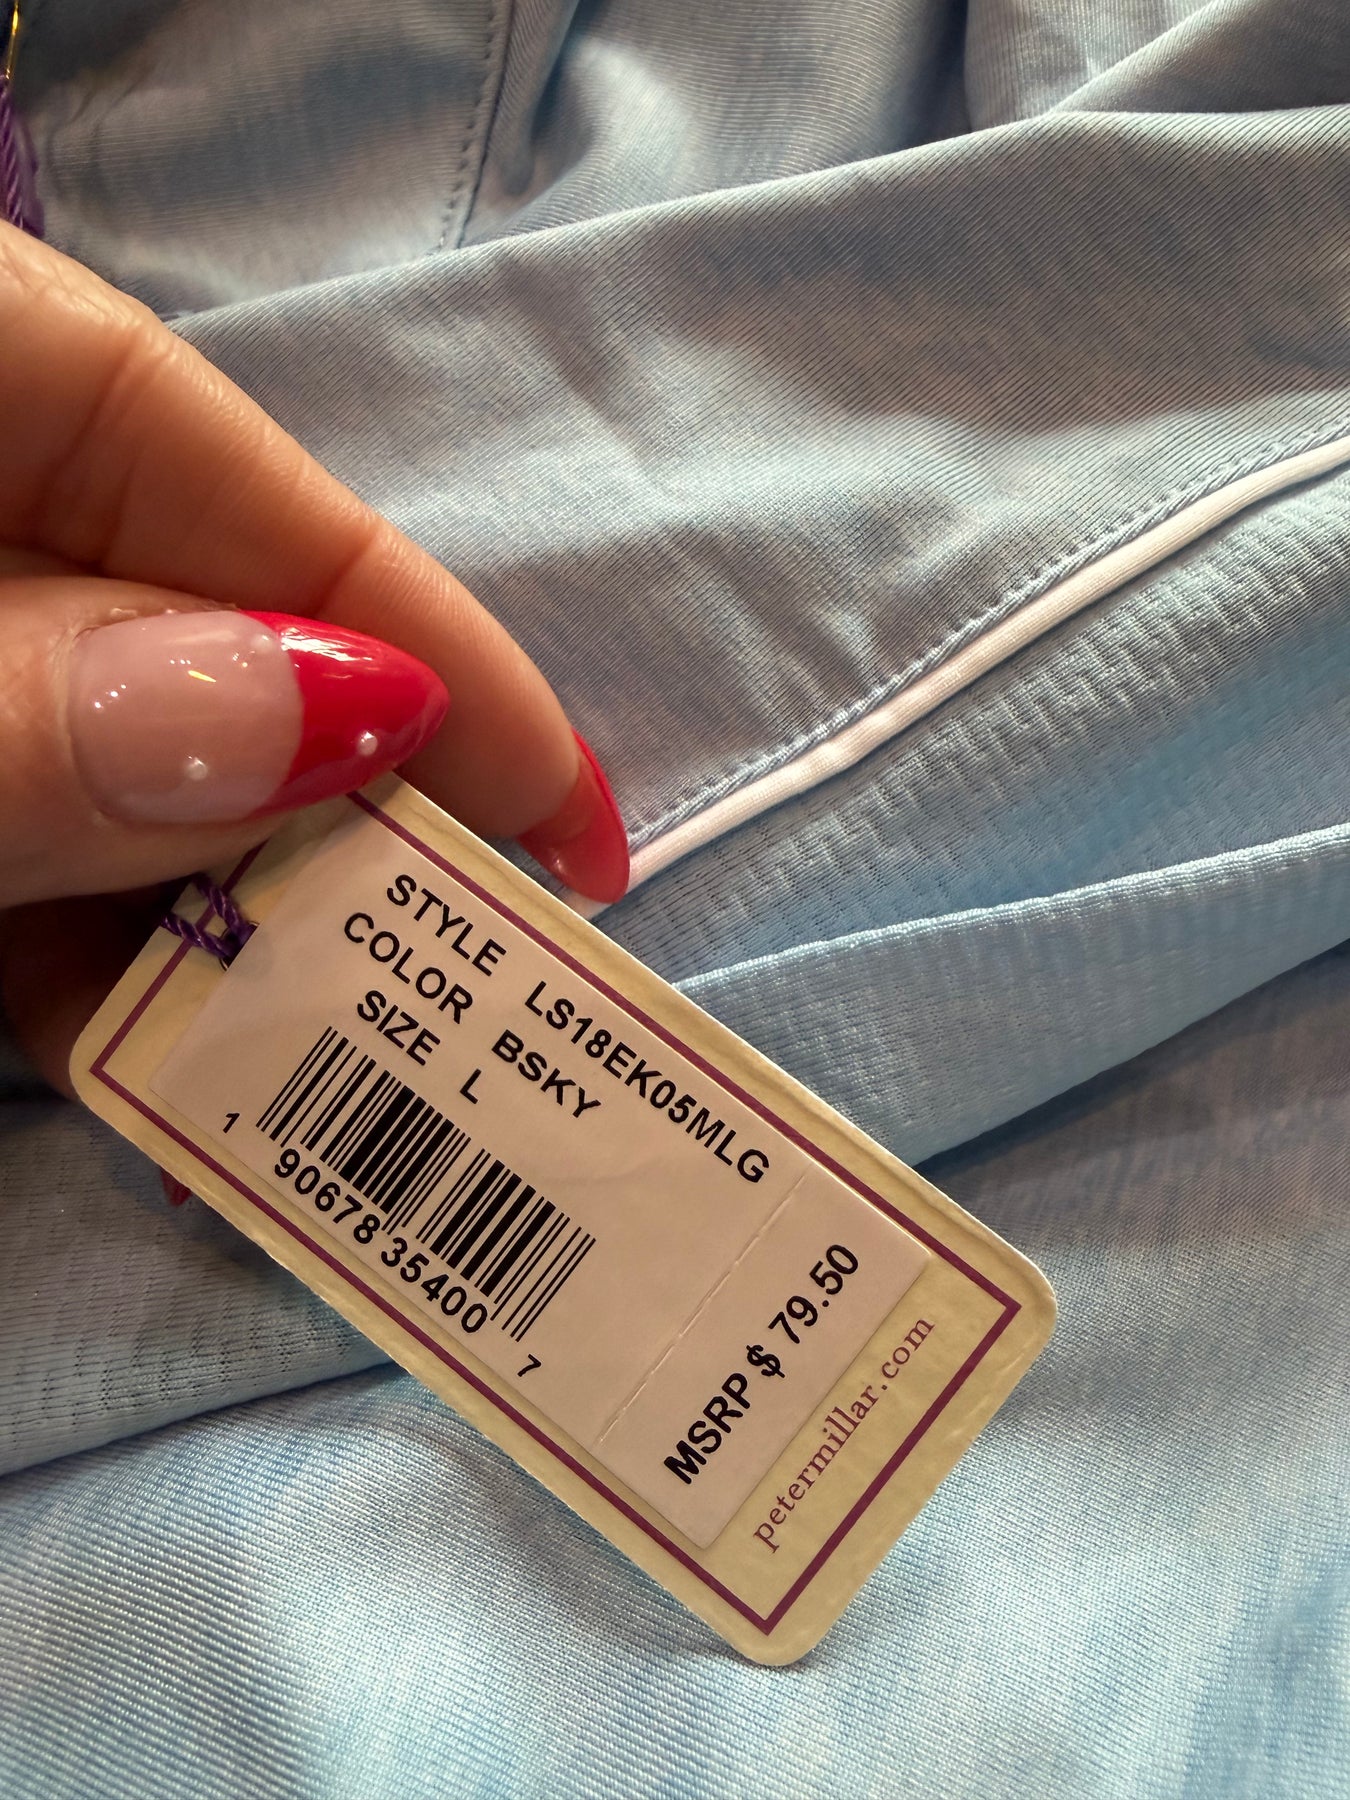 STYLE LS18EK05MLG
COLOR BSKY
SIZE L
1 90678 35400 7
MSRP $ 79.50
petermillar.com